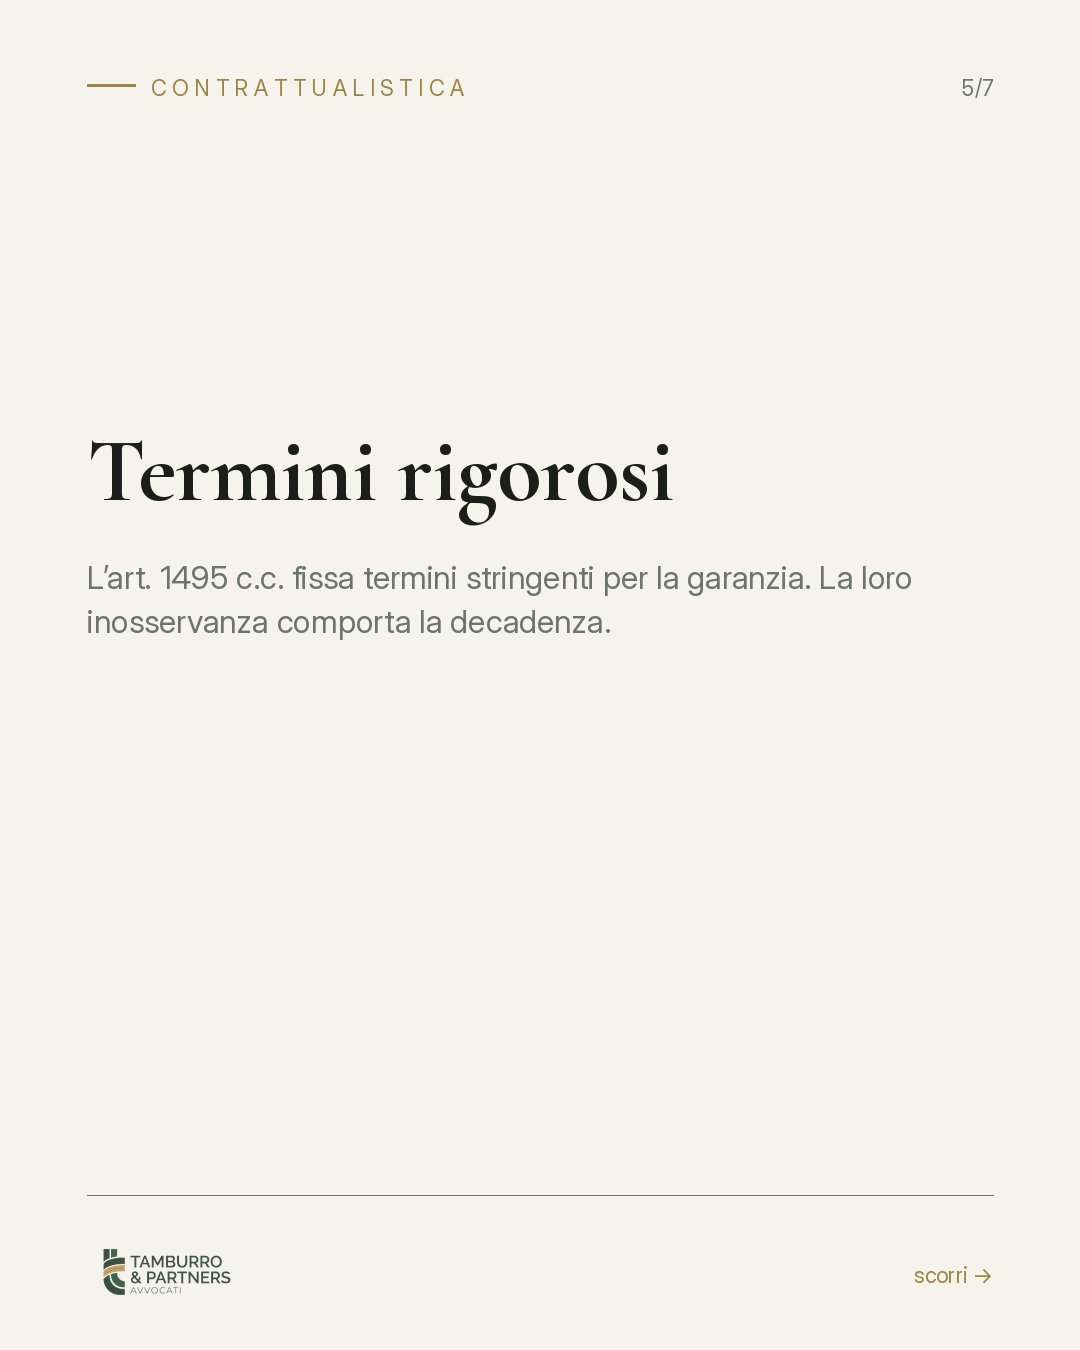 CONTRATTUALISTICA
5/7
Termini rigorosi
L'art. 1495 c.c. fissa termini stringenti per la garanzia. La loro
inosservanza comporta la decadenza.
TAMBURRO
& PARTNERS
AVVOCATI
scorri →